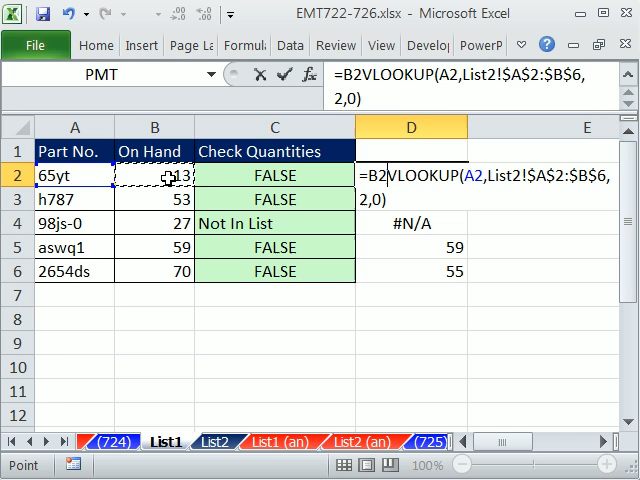 EMT722-726.xlsx - Microsoft Excel
File Home Insert Page La Formula Data Review View Develo PowerP
PMT =B2VLOOKUP(A2,List2!$A$2:$B$6,
2,0)
A B C D E
1 Part No. On Hand Check Quantities
2 65yt 13 FALSE =B2VLOOKUP(A2,List2!$A$2:$B$6,
3 h787 53 FALSE 2,0)
4 98js-0 27 Not In List #N/A
5 aswq1 59 FALSE 59
6 2654ds 70 FALSE 55
7
8
9
10
11
12
(724) List1 List2 List1 (an) List2 (an) (725)
Point 100%